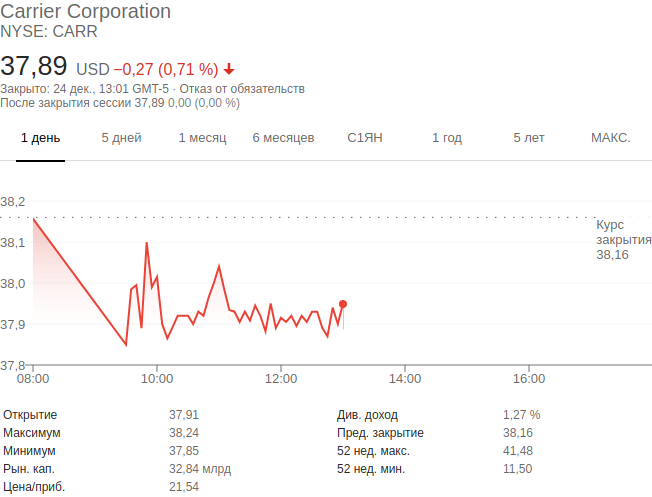 Carrier Corporation
NYSE: CARR
37,89 USD −0,27 (0,71 %)
Закрыто: 24 дек., 13:01 GMT-5 · Отказ от обязательств
После закрытия сессии 37,89 0,00 (0,00 %)
1 день 5 дней 1 месяц 6 месяцев С1ЯН 1 год 5 лет МАКС.
38,2
Курс
закрытия
38,16
38,1
38,0
37,9
37,8
08:00 10:00 12:00 14:00 16:00
Открытие 37,91 Див. доход 1,27 %
Максимум 38,24 Пред. закрытие 38,16
Минимум 37,85 52 нед. макс. 41,48
Рын. кап. 32,84 млрд 52 нед. мин. 11,50
Цена/приб. 21,54